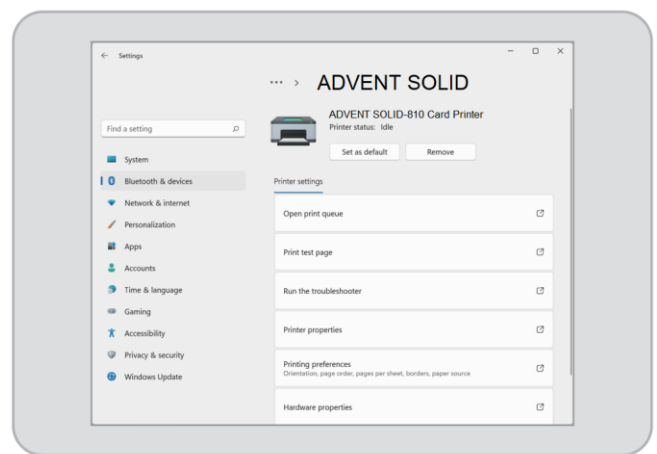 Settings
ADVENT SOLID
ADVENT SOLID-810 Card Printer
Printer status: Idle
Set as default
Remove
Find a setting
System
Bluetooth & devices
Network & internet
Personalization
Apps
Accounts
Time & language
Gaming
Accessibility
Privacy & security
Windows Update
Printer settings
Open print queue
Print test page
Run the troubleshooter
Printer properties
Printing preferences
Orientation, page order, pages per sheet, borders, paper source
Hardware properties